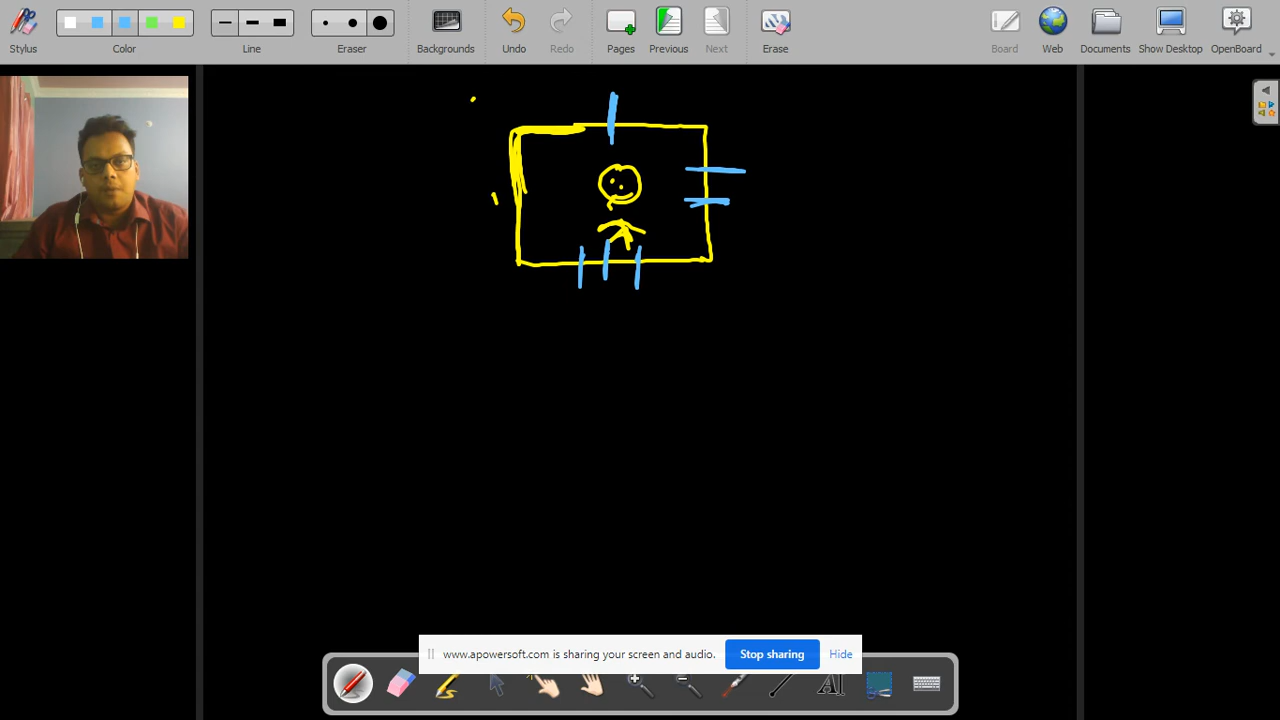 Stylus Color Line Eraser Backgrounds Undo Redo Pages Previous Next Erase Board Web Documents Show Desktop OpenBoard
www.apowersoft.com is sharing your screen and audio. Stop sharing Hide
A